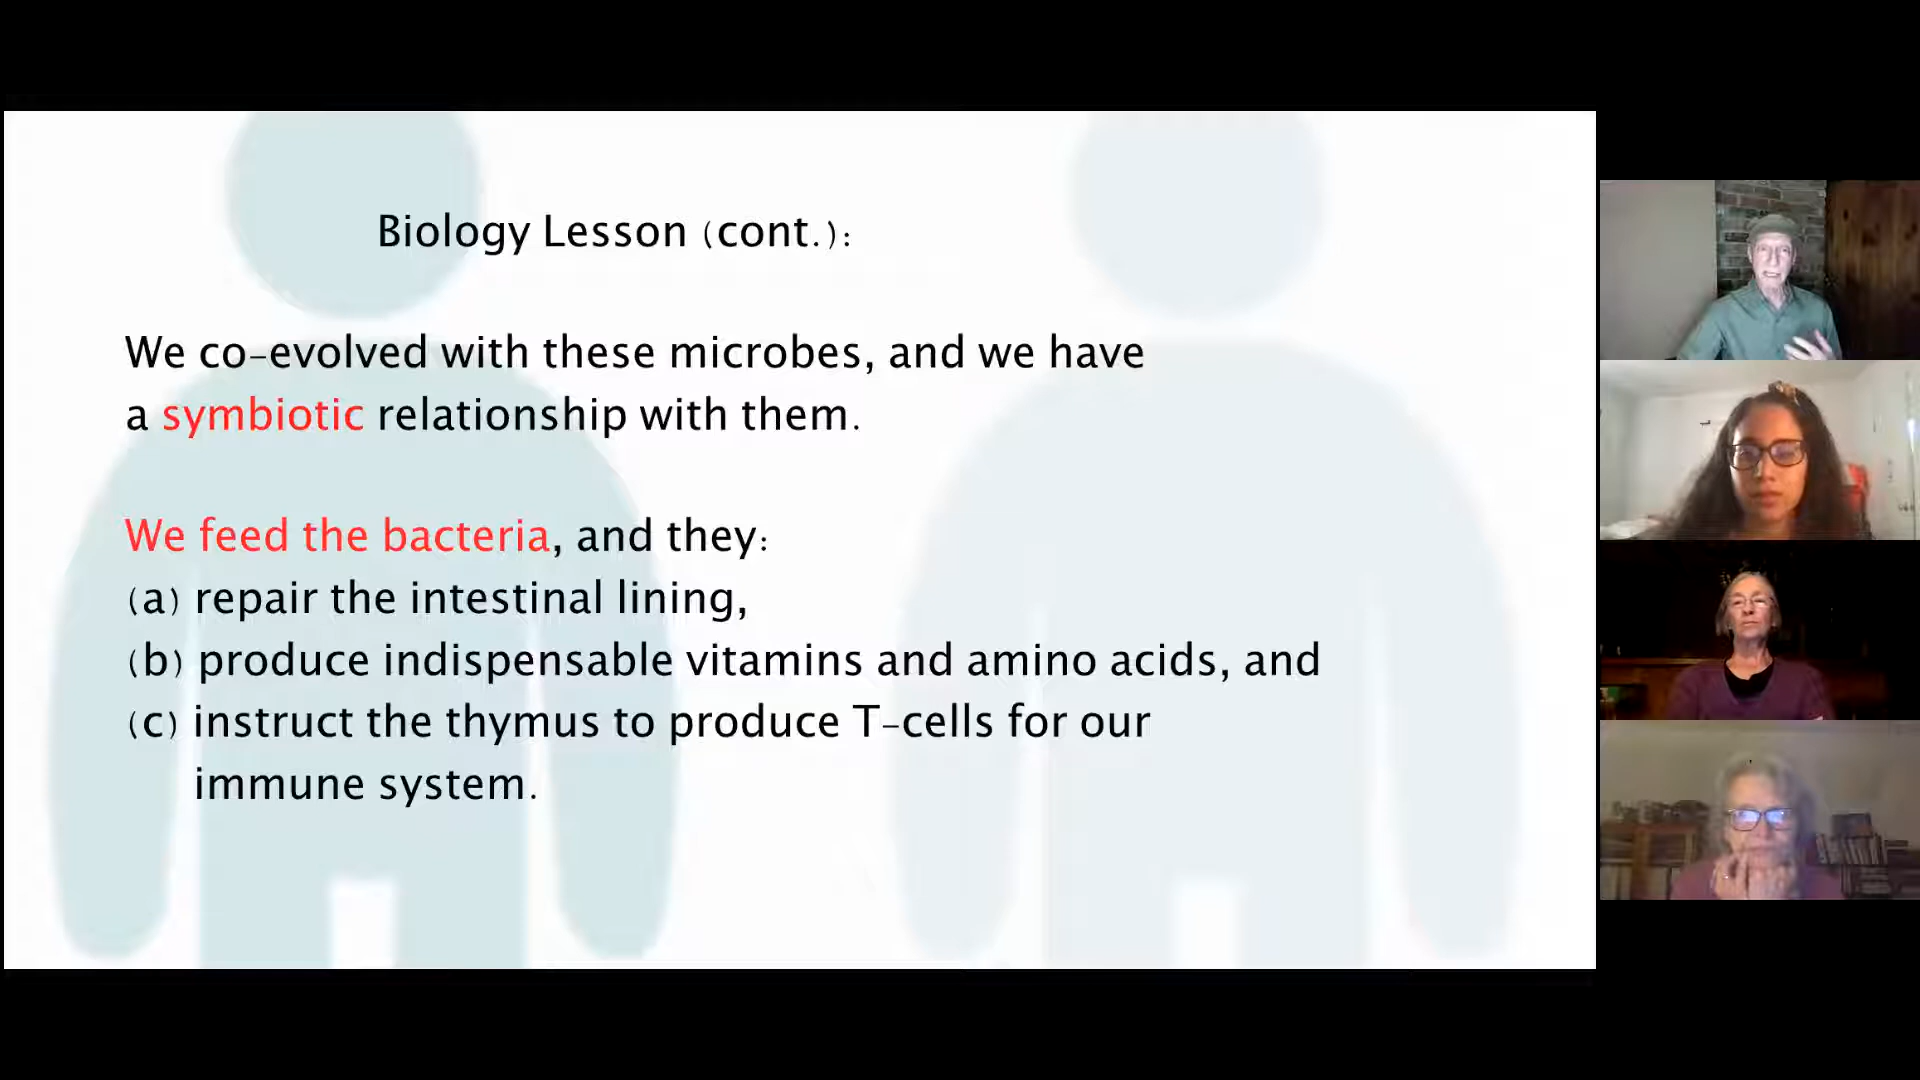 Biology Lesson (cont.):
We co-evolved with these microbes, and we have
a symbiotic relationship with them.
We feed the bacteria, and they:
(a) repair the intestinal lining,
(b) produce indispensable vitamins and amino acids, and
(c) instruct the thymus to produce T-cells for our
immune system.